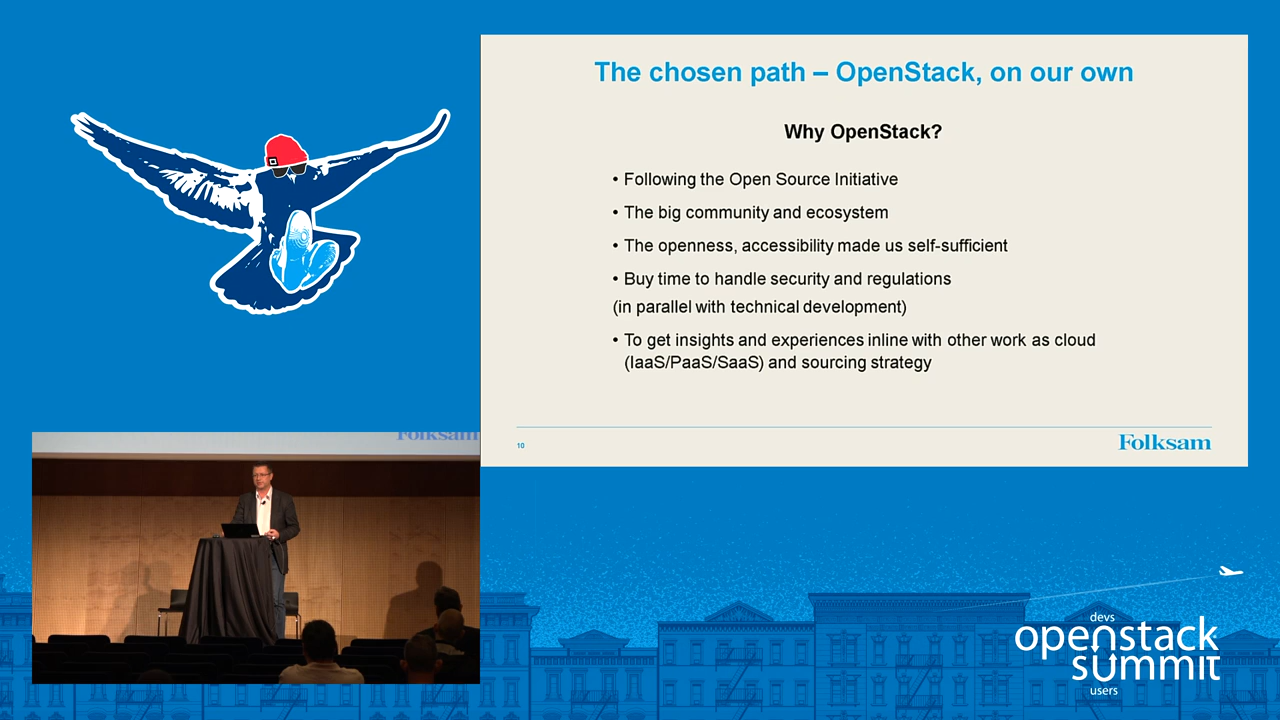 The chosen path – OpenStack, on our own
Why OpenStack?
• Following the Open Source Initiative
• The big community and ecosystem
• The openness, accessibility made us self-sufficient
• Buy time to handle security and regulations
(in parallel with technical development)
• To get insights and experiences inline with other work as cloud
(IaaS/PaaS/SaaS) and sourcing strategy
10
Folksam
Folksam
devs
openstack
summit
users